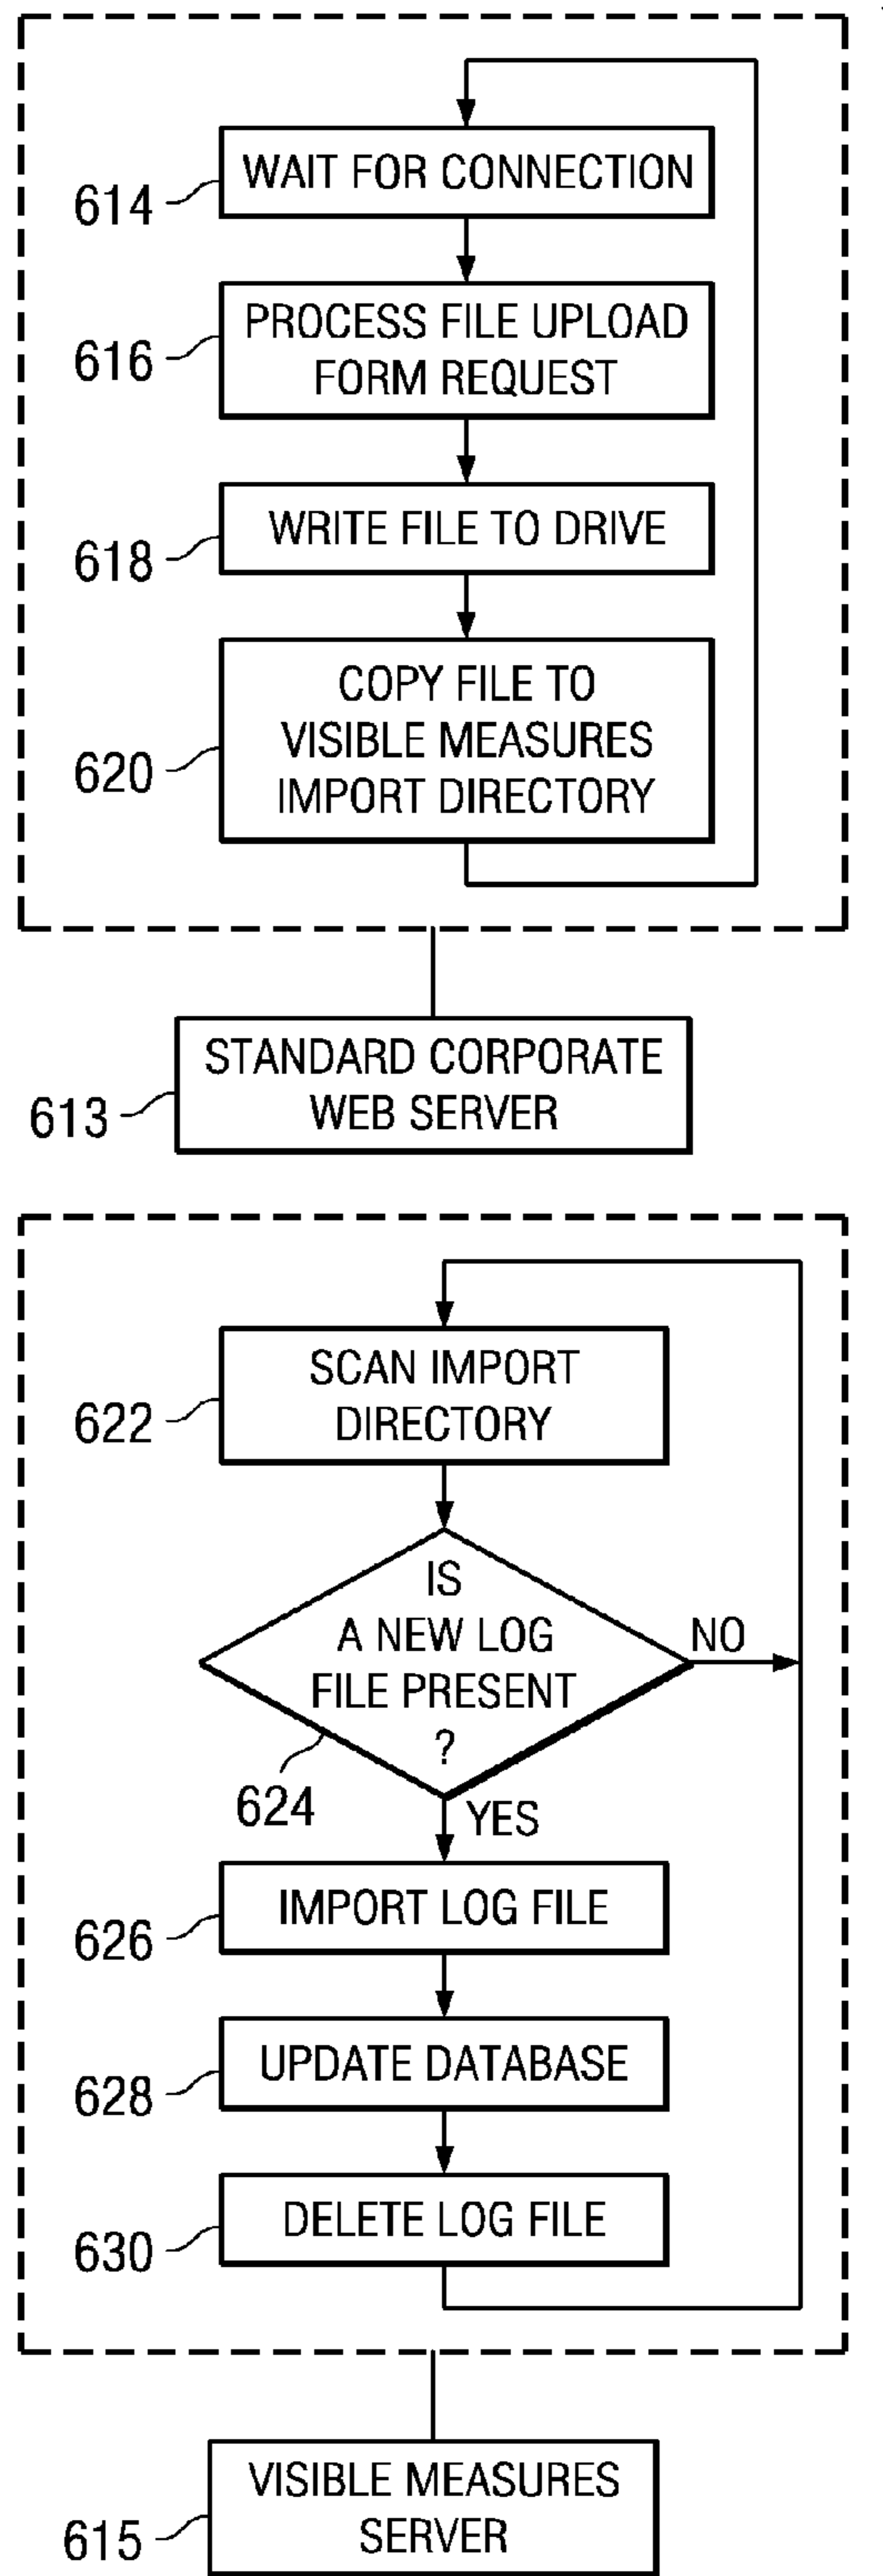 WAIT FOR CONNECTION
614
PROCESS FILE UPLOAD
FORM REQUEST
616
WRITE FILE TO DRIVE
618
COPY FILE TO
VISIBLE MEASURES
IMPORT DIRECTORY
620
STANDARD CORPORATE
WEB SERVER
613
SCAN IMPORT
DIRECTORY
622
IS
A NEW LOG
FILE PRESENT
?
NO
624
YES
IMPORT LOG FILE
626
UPDATE DATABASE
628
DELETE LOG FILE
630
VISIBLE MEASURES
SERVER
615